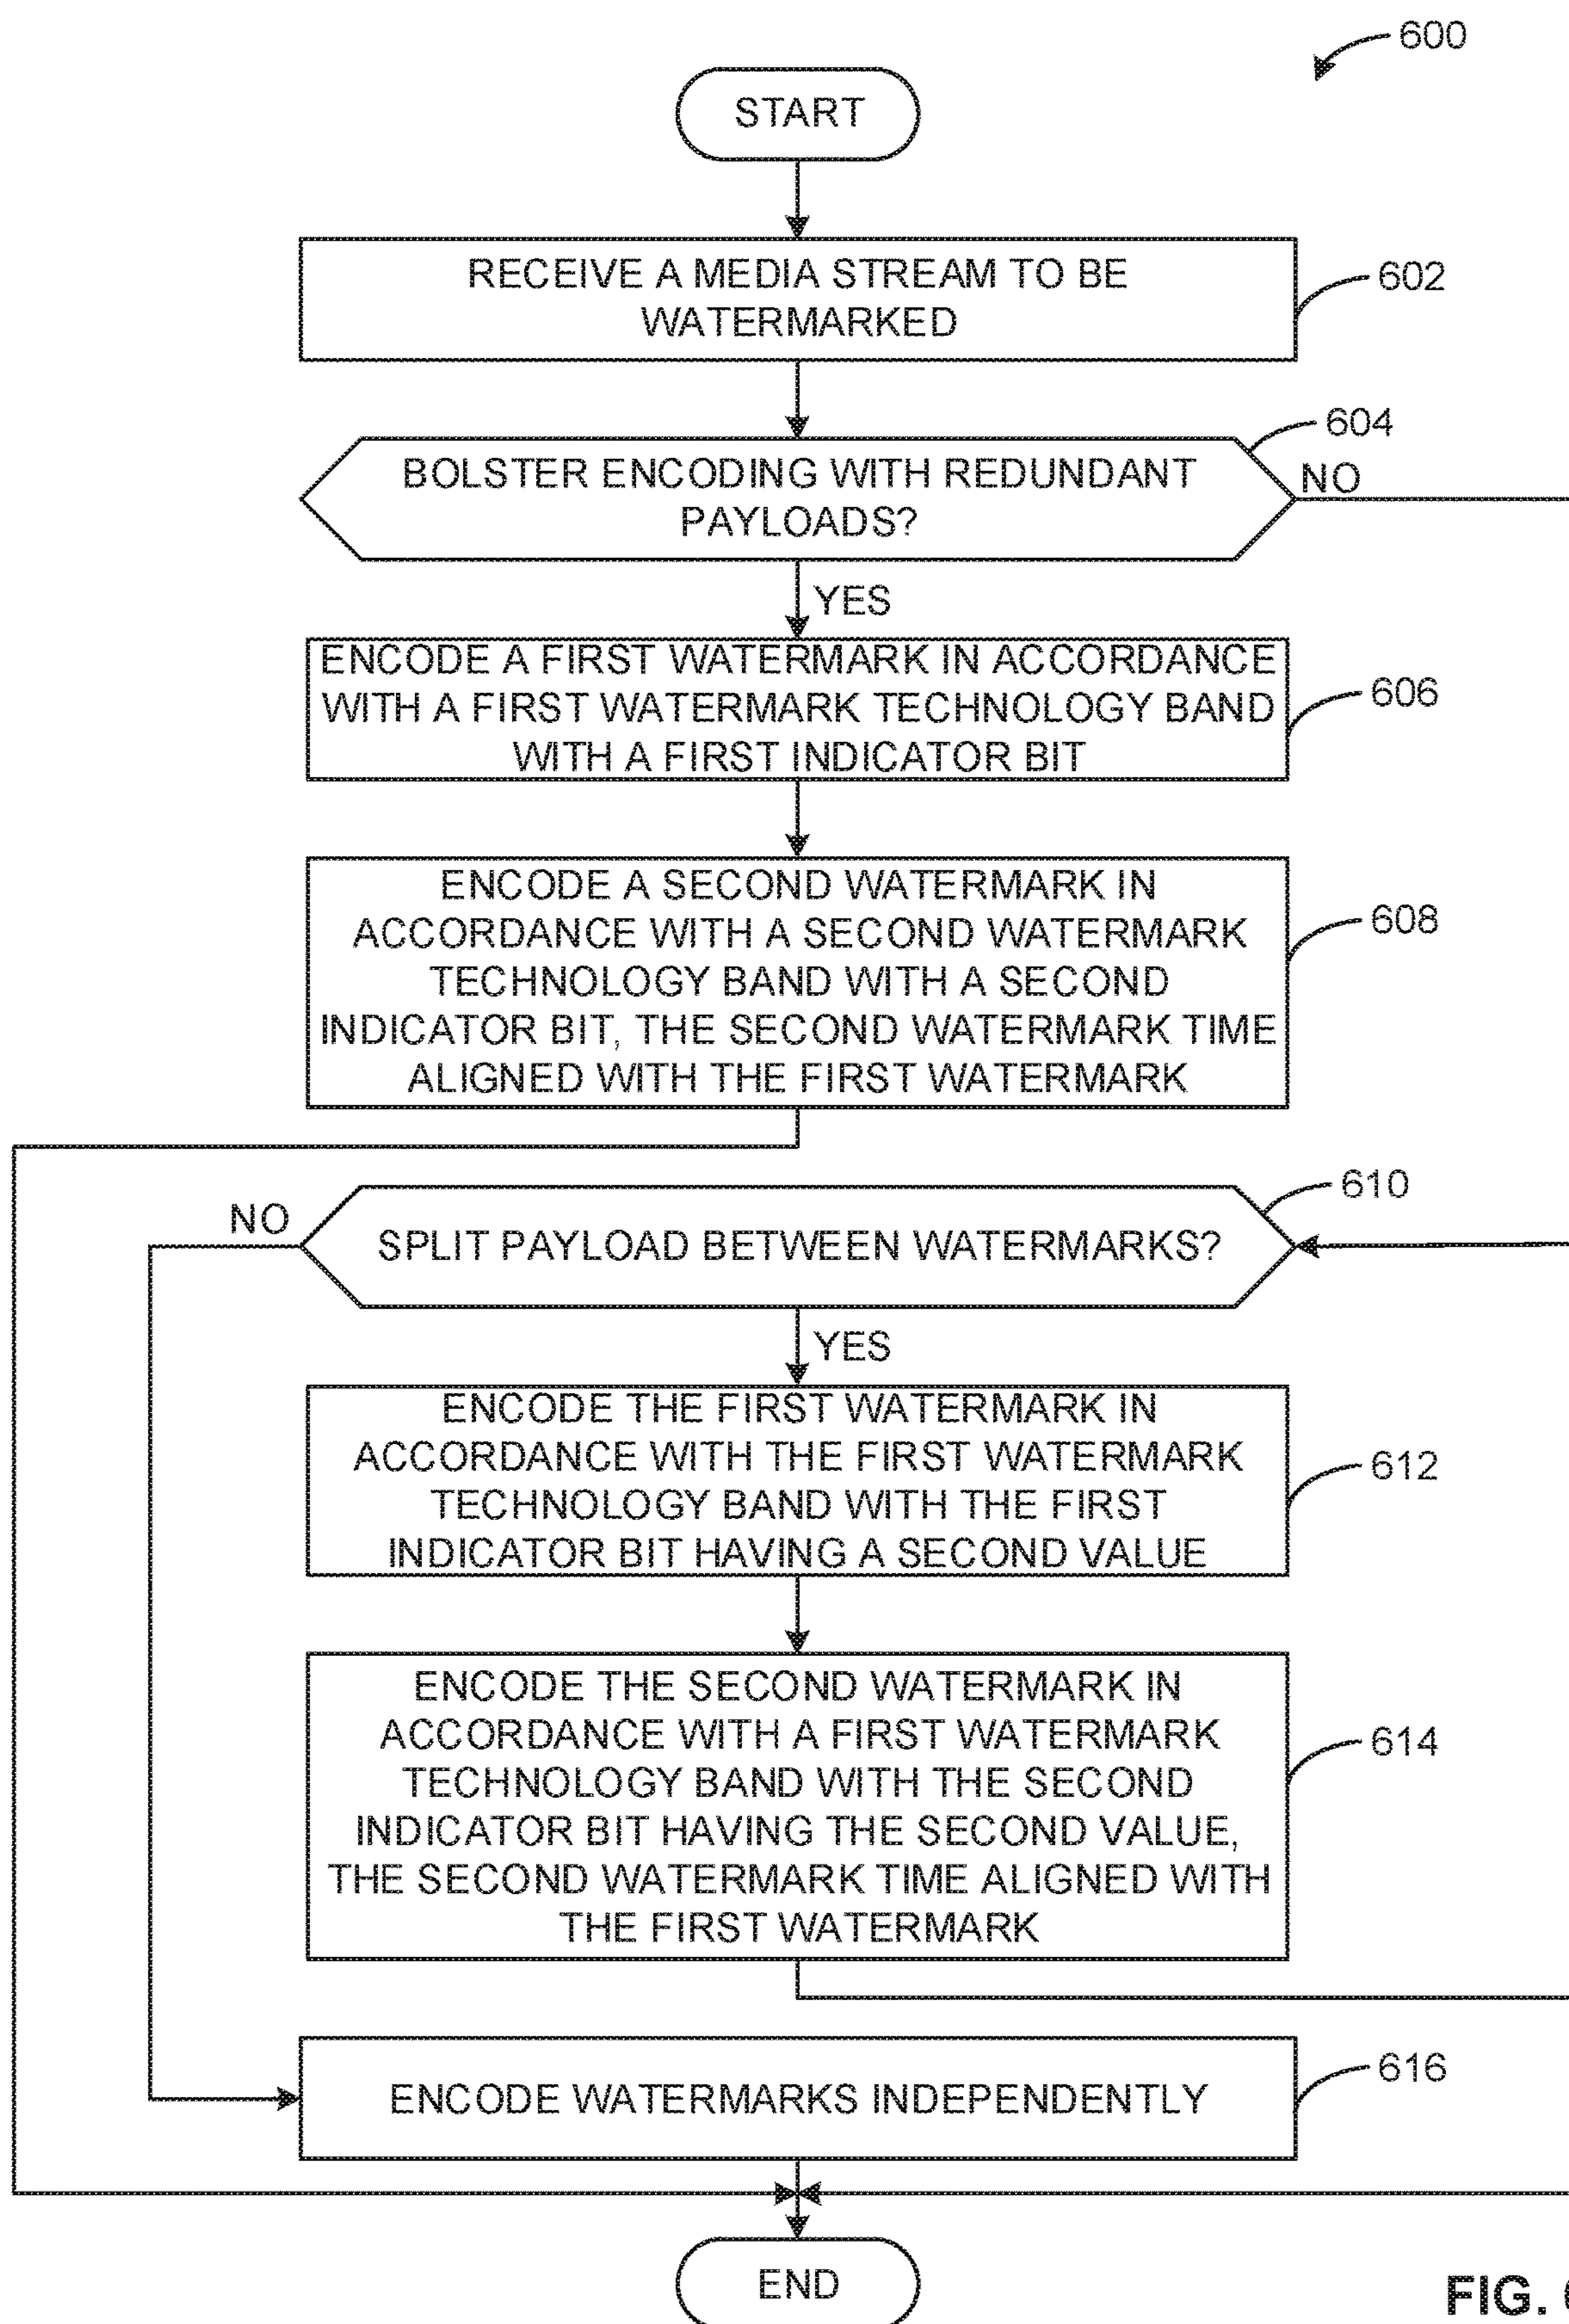 600
START
RECEIVE A MEDIA STREAM TO BE
WATERMARKED
602
BOLSTER ENCODING WITH REDUNDANT
PAYLOADS?
604
NO
YES
ENCODE A FIRST WATERMARK IN ACCORDANCE
WITH A FIRST WATERMARK TECHNOLOGY BAND
WITH A FIRST INDICATOR BIT
606
ENCODE A SECOND WATERMARK IN
ACCORDANCE WITH A SECOND WATERMARK
TECHNOLOGY BAND WITH A SECOND
INDICATOR BIT, THE SECOND WATERMARK TIME
ALIGNED WITH THE FIRST WATERMARK
608
610
NO
SPLIT PAYLOAD BETWEEN WATERMARKS?
YES
ENCODE THE FIRST WATERMARK IN
ACCORDANCE WITH THE FIRST WATERMARK
TECHNOLOGY BAND WITH THE FIRST
INDICATOR BIT HAVING A SECOND VALUE
612
ENCODE THE SECOND WATERMARK IN
ACCORDANCE WITH A FIRST WATERMARK
TECHNOLOGY BAND WITH THE SECOND
INDICATOR BIT HAVING THE SECOND VALUE,
THE SECOND WATERMARK TIME ALIGNED WITH
THE FIRST WATERMARK
614
ENCODE WATERMARKS INDEPENDENTLY
616
END
FIG.